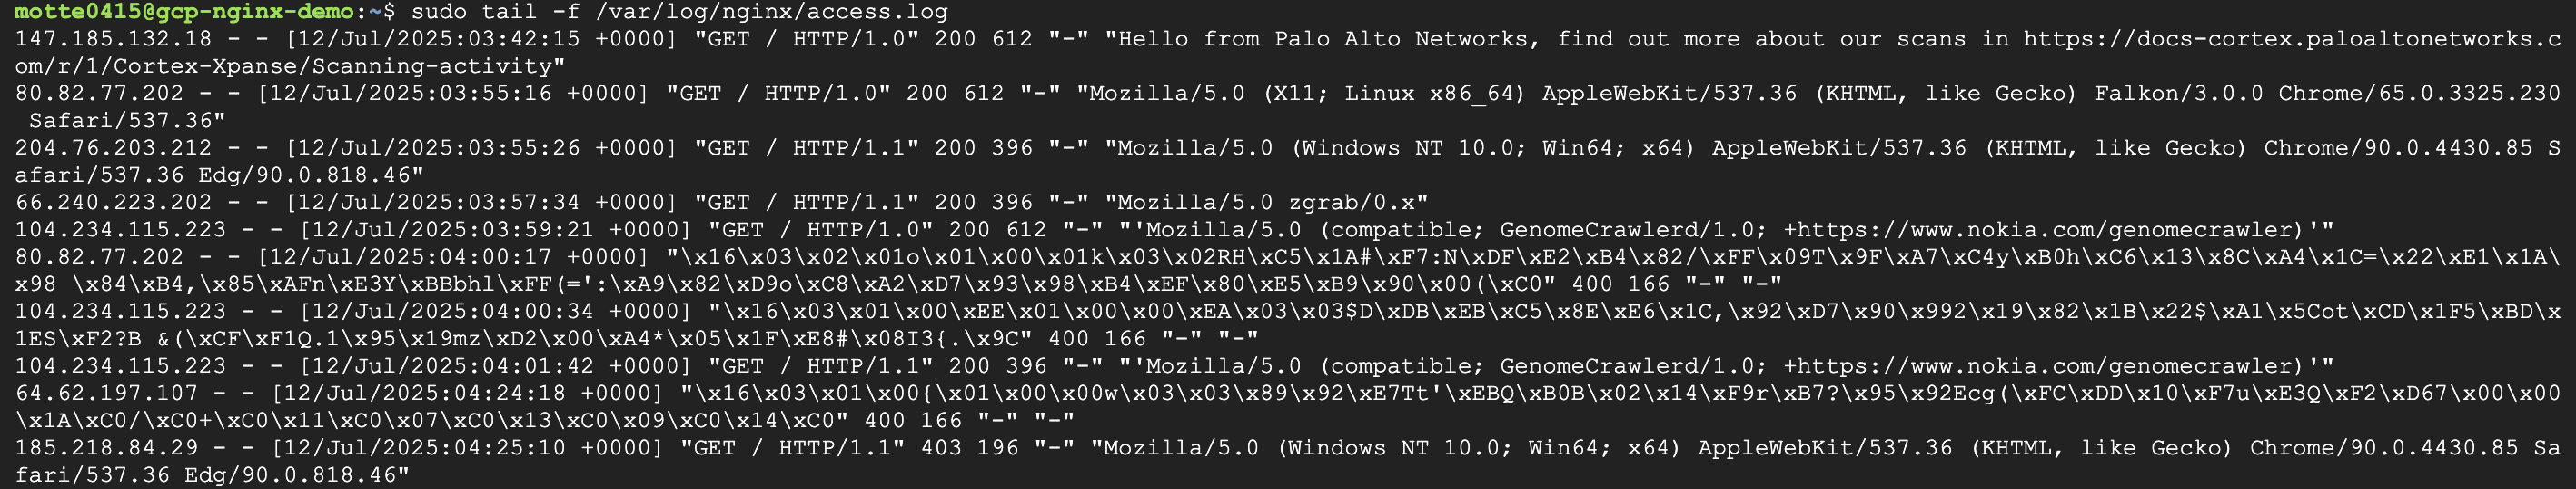 motte0415@gcp-nginx-demo:~$ sudo tail -f /var/log/nginx/access.log
147.185.132.18 - - [12/Jul/2025:03:42:15 +0000] "GET / HTTP/1.0" 200 612 "-" "Hello from Palo Alto Networks, find out more about our scans in https://docs-cortex.paloaltonetworks.c
om/r/1/Cortex-Xpanse/Scanning-activity"
80.82.77.202 - - [12/Jul/2025:03:55:16 +0000] "GET / HTTP/1.0" 200 612 "-" "Mozilla/5.0 (X11; Linux x86_64) AppleWebKit/537.36 (KHTML, like Gecko) Falkon/3.0.0 Chrome/65.0.3325.230
 Safari/537.36"
204.76.203.212 - - [12/Jul/2025:03:55:26 +0000] "GET / HTTP/1.1" 200 396 "-" "Mozilla/5.0 (Windows NT 10.0; Win64; x64) AppleWebKit/537.36 (KHTML, like Gecko) Chrome/90.0.4430.85 S
afari/537.36 Edg/90.0.818.46"
66.240.223.202 - - [12/Jul/2025:03:57:34 +0000] "GET / HTTP/1.1" 200 396 "-" "Mozilla/5.0 zgrab/0.x"
104.234.115.223 - - [12/Jul/2025:03:59:21 +0000] "GET / HTTP/1.0" 200 612 "-" "'Mozilla/5.0 (compatible; GenomeCrawlerd/1.0; +https://www.nokia.com/genomecrawler)'"
80.82.77.202 - - [12/Jul/2025:04:00:17 +0000] "\x16\x03\x02\x01o\x01\x00\x01k\x03\x02RH\xC5\x1A#\xF7:N\xDF\xE2\xB4\x82/\xFF\x09T\x9F\xA7\xC4y\xB0h\xC6\x13\x8C\xA4\x1C=\x22\xE1\x1A\
x98 \x84\xB4,\x85\xAFn\xE3Y\xBBbhl\xFF(=':\xA9\x82\xD9o\xC8\xA2\xD7\x93\x98\xB4\xEF\x80\xE5\xB9\x90\x00(\xC0" 400 166 "-" "-"
104.234.115.223 - - [12/Jul/2025:04:00:34 +0000] "\x16\x03\x01\x00\xEE\x01\x00\x00\xEA\x03\x03$D\xDB\xEB\xC5\x8E\xE6\x1C,\x92\xD7\x90\x992\x19\x82\x1B\x22$\xA1\x5Cot\xCD\x1F5\xBD\x
1ES\xF2?B &(\xCF\xF1Q.1\x95\x19mz\xD2\x00\xA4*\x05\x1F\xE8#\x08I3{.\x9C" 400 166 "-" "-"
104.234.115.223 - - [12/Jul/2025:04:01:42 +0000] "GET / HTTP/1.1" 200 396 "-" "'Mozilla/5.0 (compatible; GenomeCrawlerd/1.0; +https://www.nokia.com/genomecrawler)'"
64.62.197.107 - - [12/Jul/2025:04:24:18 +0000] "\x16\x03\x01\x00{\x01\x00\x00w\x03\x03\x89\x92\xE7Tt'\xEBQ\xB0B\x02\x14\xF9r\xB7?\x95\x92Ecg(\xFC\xDD\x10\xF7u\xE3Q\xF2\xD67\x00\x00
\x1A\xC0/\xC0+\xC0\x11\xC0\x07\xC0\x13\xC0\x09\xC0\x14\xC0" 400 166 "-" "-"
185.218.84.29 - - [12/Jul/2025:04:25:10 +0000] "GET / HTTP/1.1" 403 196 "-" "Mozilla/5.0 (Windows NT 10.0; Win64; x64) AppleWebKit/537.36 (KHTML, like Gecko) Chrome/90.0.4430.85 Sa
fari/537.36 Edg/90.0.818.46"